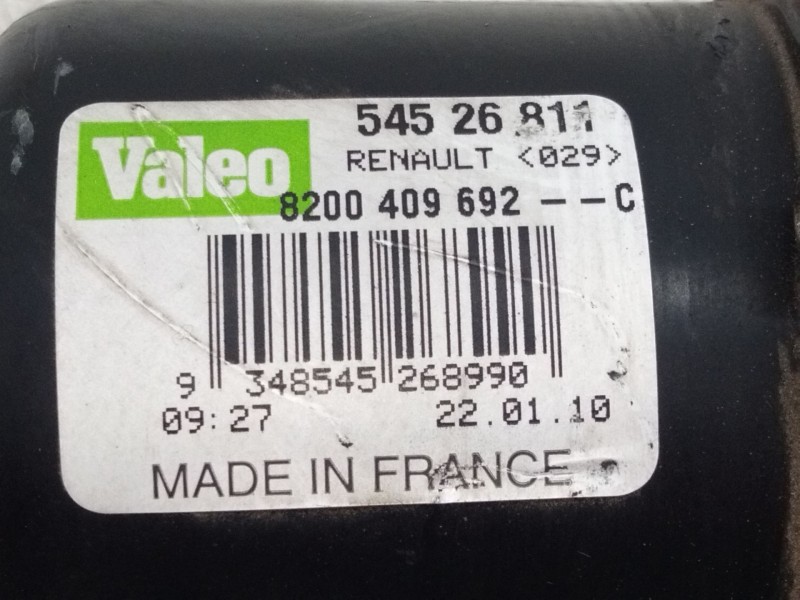 Valeo
545 26 811
RENAULT <029>
8200 409 692 --C
9 348545 268990
09:27 22.01.10
MADE IN FRANCE